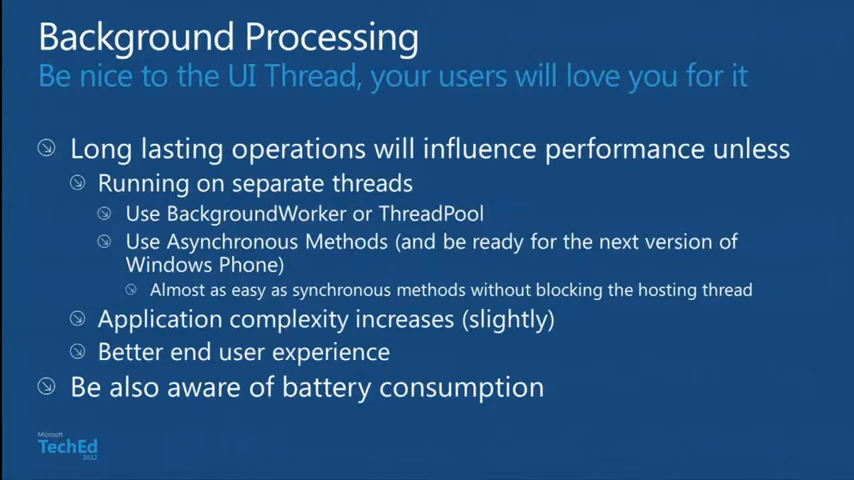 Background Processing
Be nice to the UI Thread, your users will love you for it
Long lasting operations will influence performance unless
Running on separate threads
Use BackgroundWorker or ThreadPool
Use Asynchronous Methods (and be ready for the next version of
Windows Phone)
Almost as easy as synchronous methods without blocking the hosting thread
Application complexity increases (slightly)
Better end user experience
Be also aware of battery consumption
Microsoft
TechEd
2012